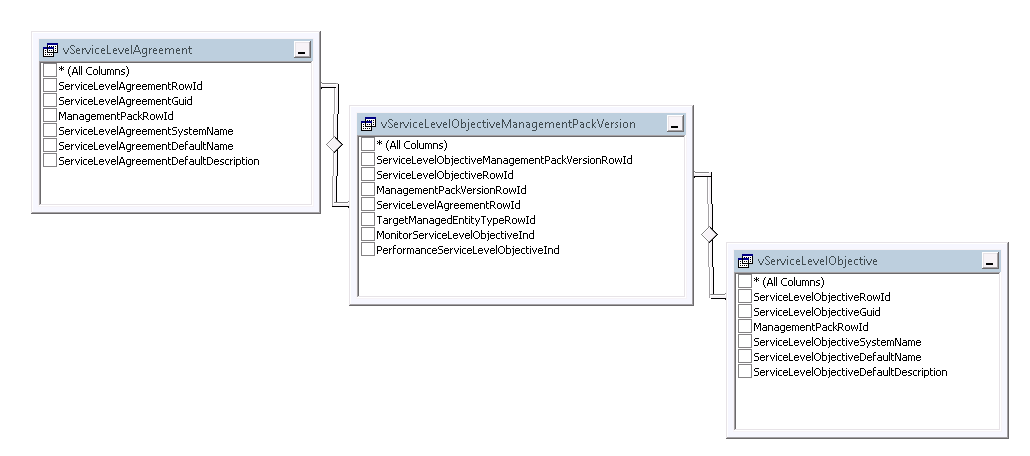 vServiceLevelAgreement
* (All Columns)
ServiceLevelAgreementRowId
ServiceLevelAgreementGuid
ManagementPackRowId
ServiceLevelAgreementSystemName
ServiceLevelAgreementDefaultName
ServiceLevelAgreementDefaultDescription
vServiceLevelObjectiveManagementPackVersion
* (All Columns)
ServiceLevelObjectiveManagementPackVersionRowId
ServiceLevelObjectiveRowId
ManagementPackVersionRowId
ServiceLevelAgreementRowId
TargetManagedEntityTypeRowId
MonitorServiceLevelObjectiveInd
PerformanceServiceLevelObjectiveInd
vServiceLevelObjective
* (All Columns)
ServiceLevelObjectiveRowId
ServiceLevelObjectiveGuid
ManagementPackRowId
ServiceLevelObjectiveSystemName
ServiceLevelObjectiveDefaultName
ServiceLevelObjectiveDefaultDescription